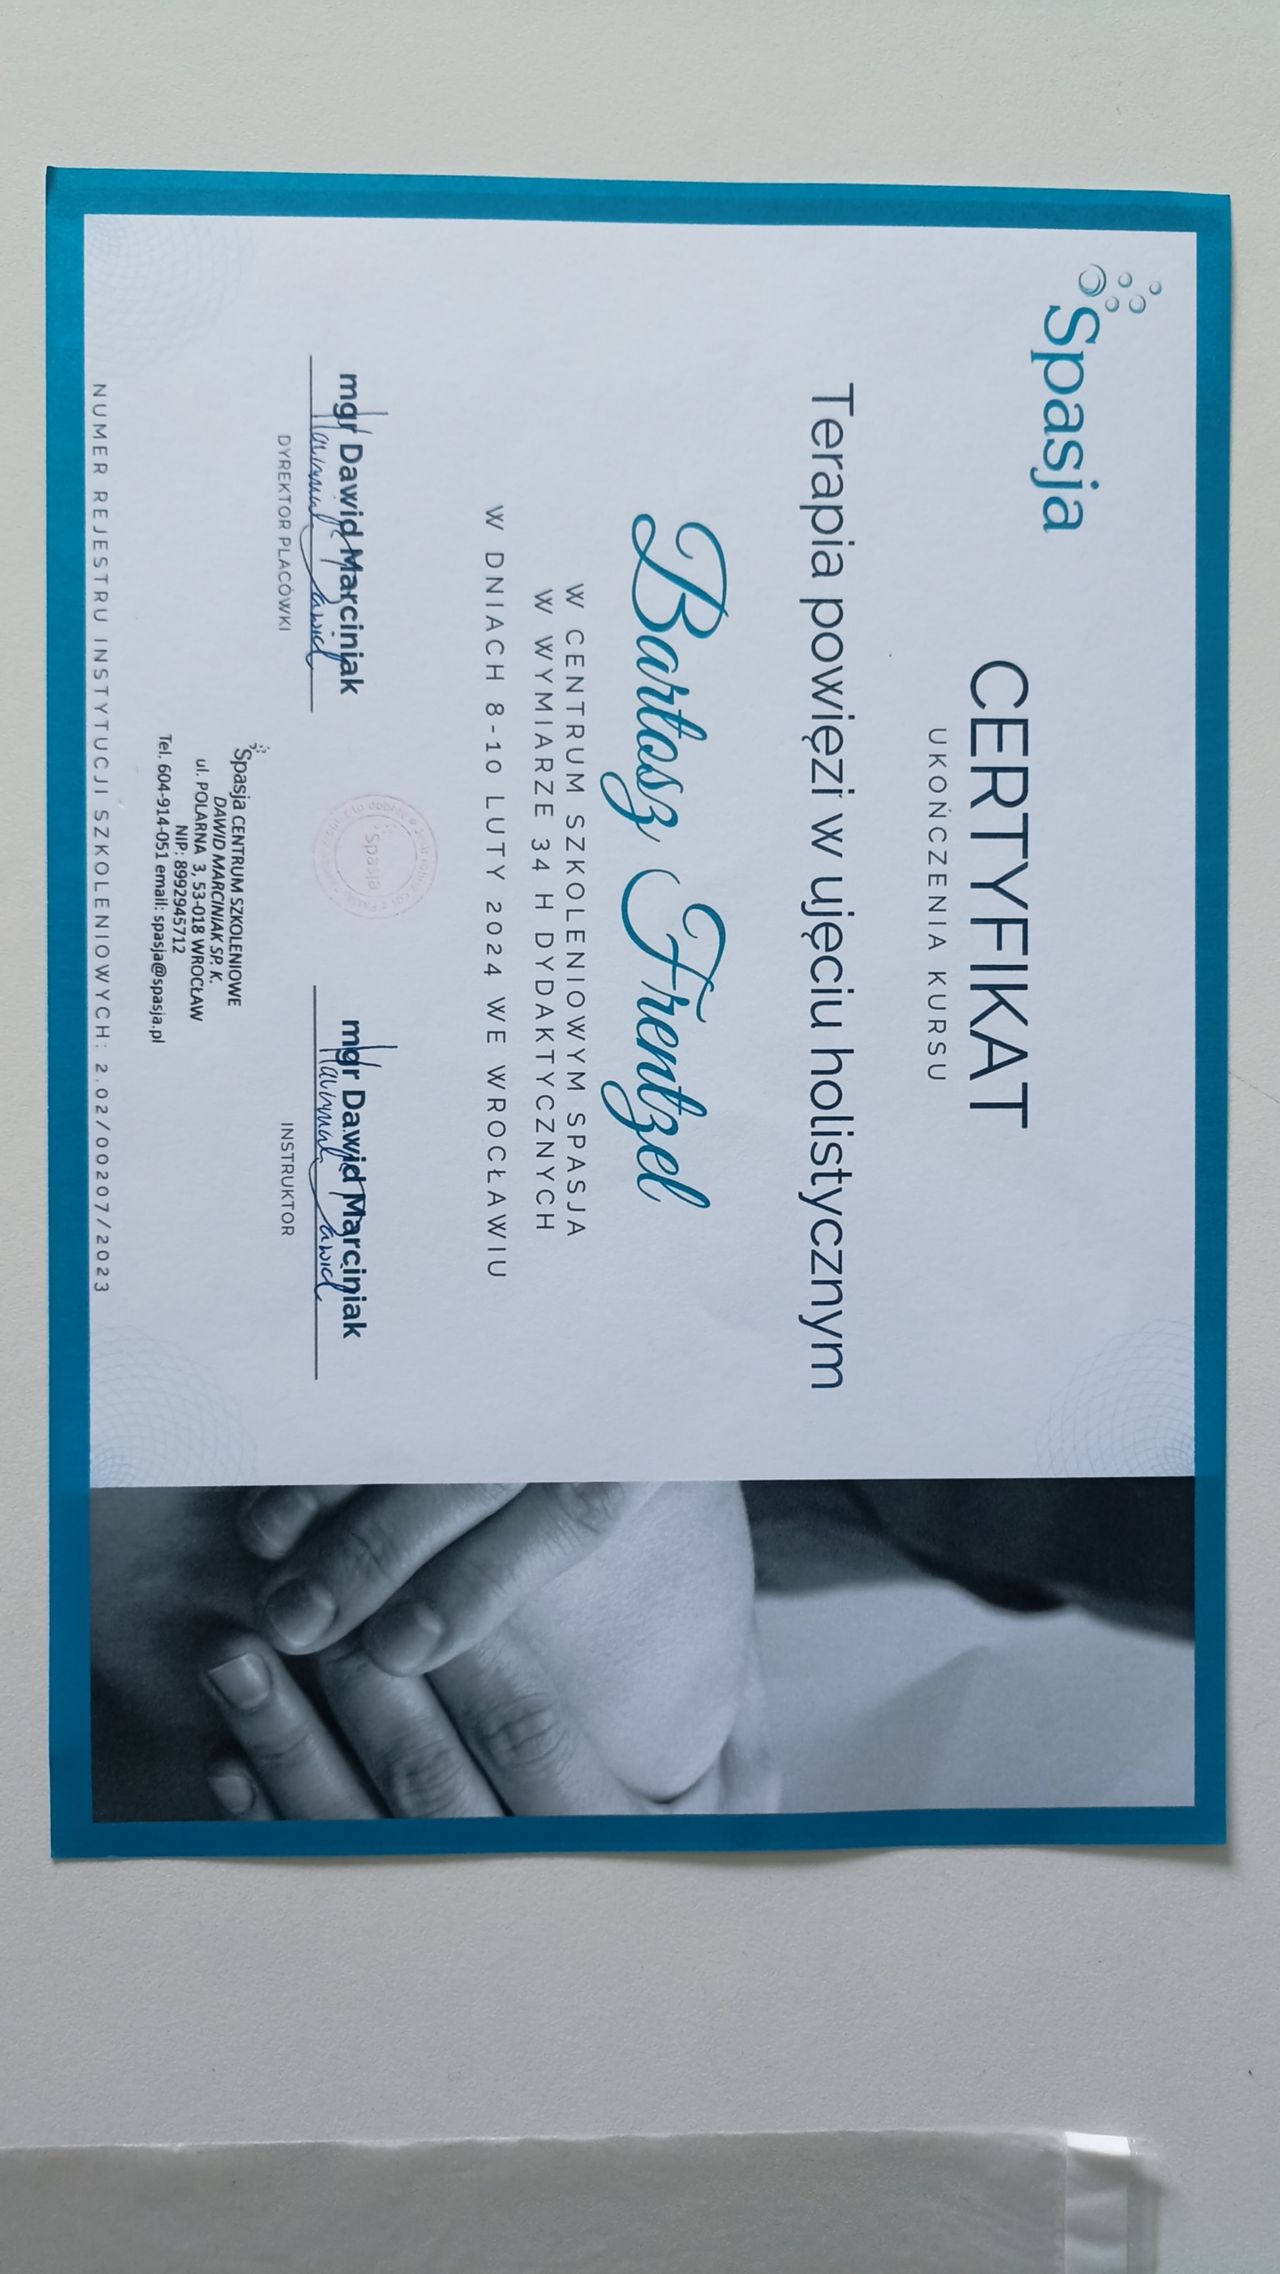 Spasja
CERTYFIKAT
UKOŃCZENIA KURSU
Terapia powięzi w ujęciu holistycznym
Bartosz Frentzel
W CENTRUM SZKOLENIOWYM SPASJA
W WYMIARZE 34 H DYDAKTYCZNYCH
W DNIACH 8-10 LUTY 2024 WE WROCŁAWIU
mgr Dawid Marciniak
DYREKTOR PLACÓWKI
Spasja
mgr Dawid Marciniak
INSTRUKTOR
Spasja CENTRUM SZKOLENIOWE
DAWID MARCINIAK SP. K.
ul. POLARNA 3, 53-018 WROCŁAW
NIP: 8992945712
Tel. 604-914-051 email: spasja@spasja.pl
NUMER REJESTRU INSTYTUCJI SZKOLENIOWYCH: 2.02/00207/2023